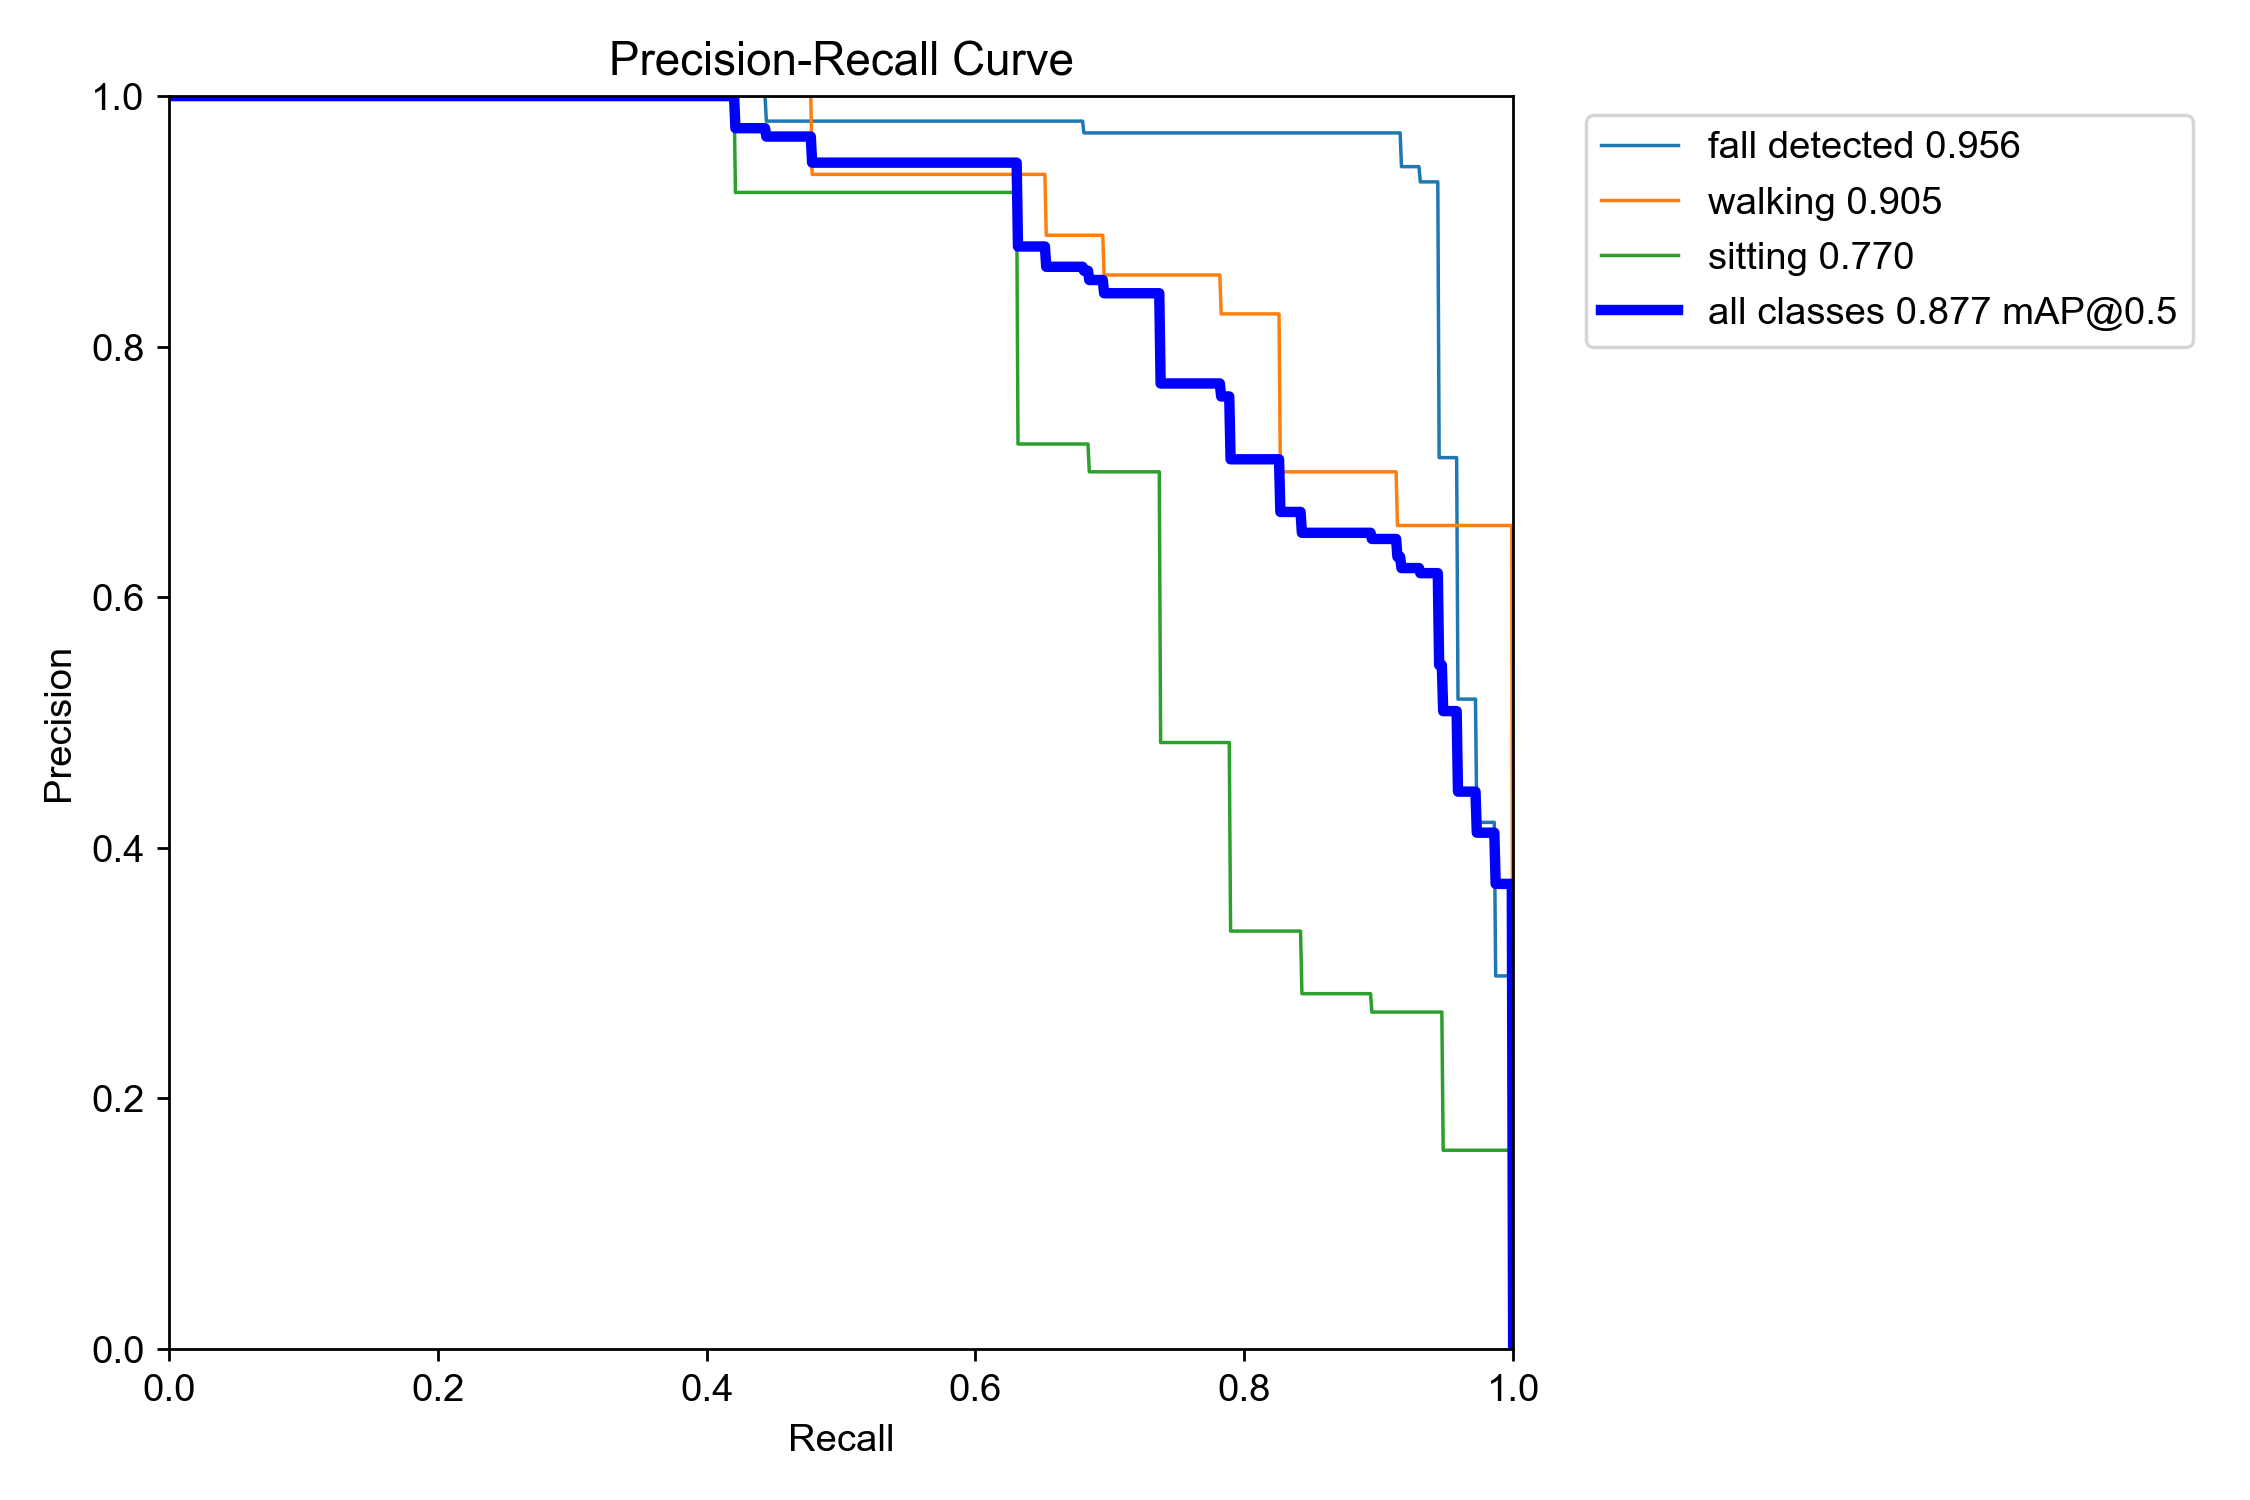 Precision-Recall Curve
1.0
0.8
0.6
0.4
0.2
0.0
Precision
0.0 0.2 0.4 0.6 0.8 1.0
Recall
fall detected 0.956
walking 0.905
sitting 0.770
all classes 0.877 mAP@0.5